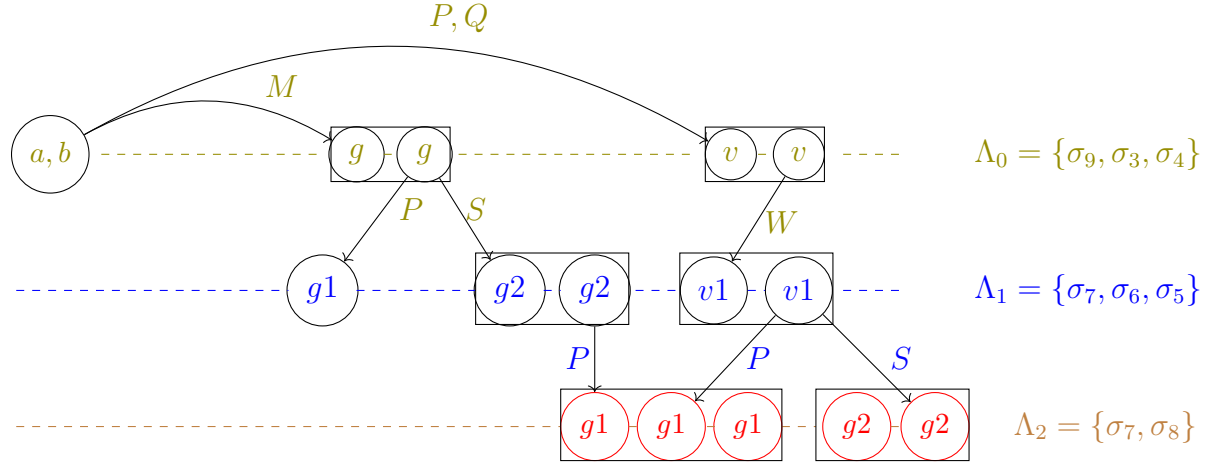 P, Q
M
a, b g g v v Λ₀ = {σ₉, σ₃, σ₄}
P S W
g1 g2 g2 v1 v1 Λ₁ = {σ₇, σ₆, σ₅}
P P S
g1 g1 g1 g2 g2 Λ₂ = {σ₇, σ₈}